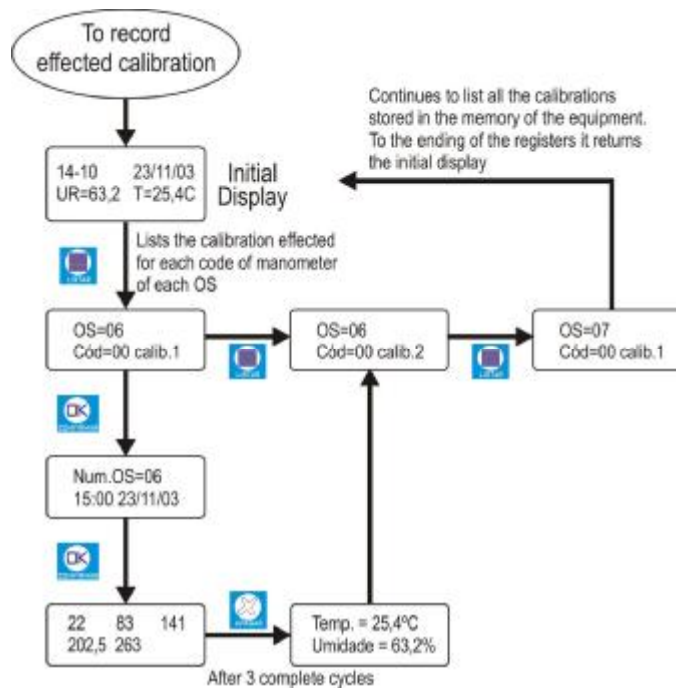 To record
effected calibration
Continues to list all the calibrations
stored in the memory of the equipment.
To the ending of the registers it returns
the initial display
14-10 23/11/03
UR=63,2 T=25,4C
Initial
Display
Lists the calibration effected
for each code of manometer
of each OS
OS=06
Cód=00 calib.1
OS=06
Cód=00 calib.2
OS=07
Cód=00 calib.1
OK
Num.OS=06
15:00 23/11/03
OK
22 83 141
202,5 263
Temp. = 25,4ºC
Umidade = 63,2%
After 3 complete cycles